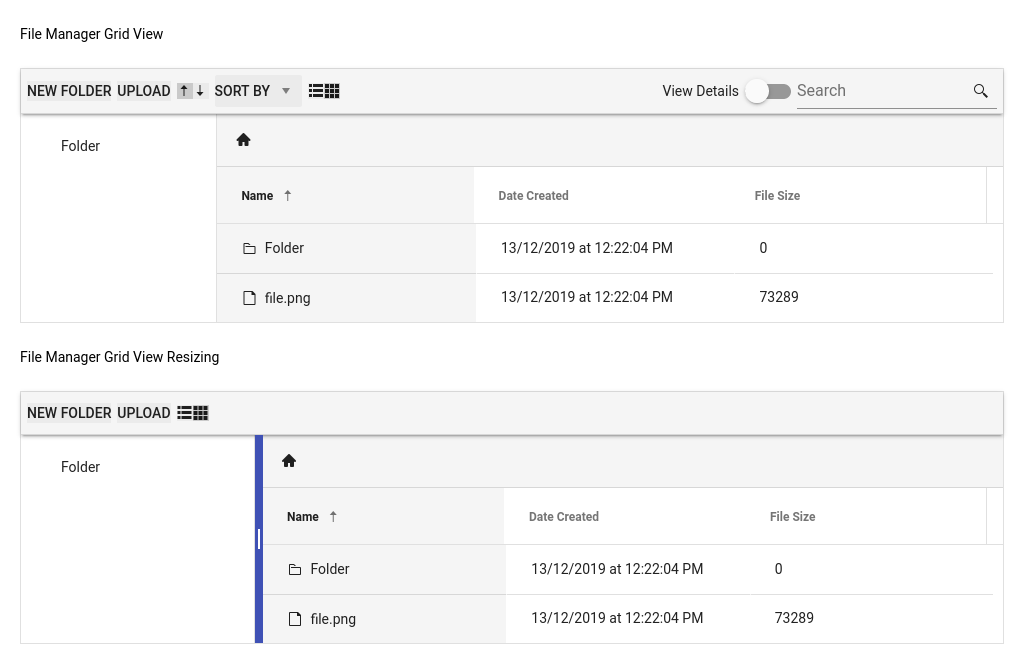 File Manager Grid View
NEW FOLDER UPLOAD SORT BY View Details Search
Folder
Name Date Created File Size
Folder 13/12/2019 at 12:22:04 PM 0
file.png 13/12/2019 at 12:22:04 PM 73289
File Manager Grid View Resizing
NEW FOLDER UPLOAD
Folder
Name Date Created File Size
Folder 13/12/2019 at 12:22:04 PM 0
file.png 13/12/2019 at 12:22:04 PM 73289